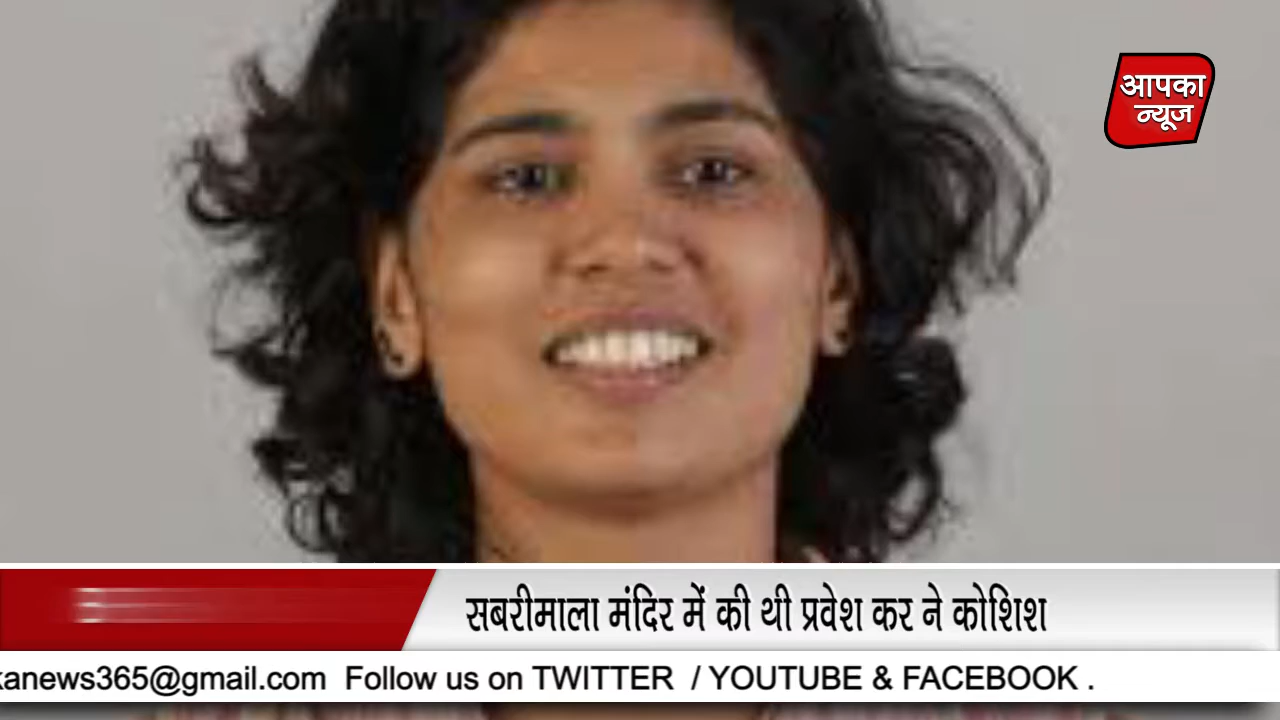 आपका
न्यूज
सबरीमाला मंदिर में की थी प्रवेश कर ने कोशिश
kanews365@gmail.com Follow us on TWITTER / YOUTUBE & FACEBOOK .